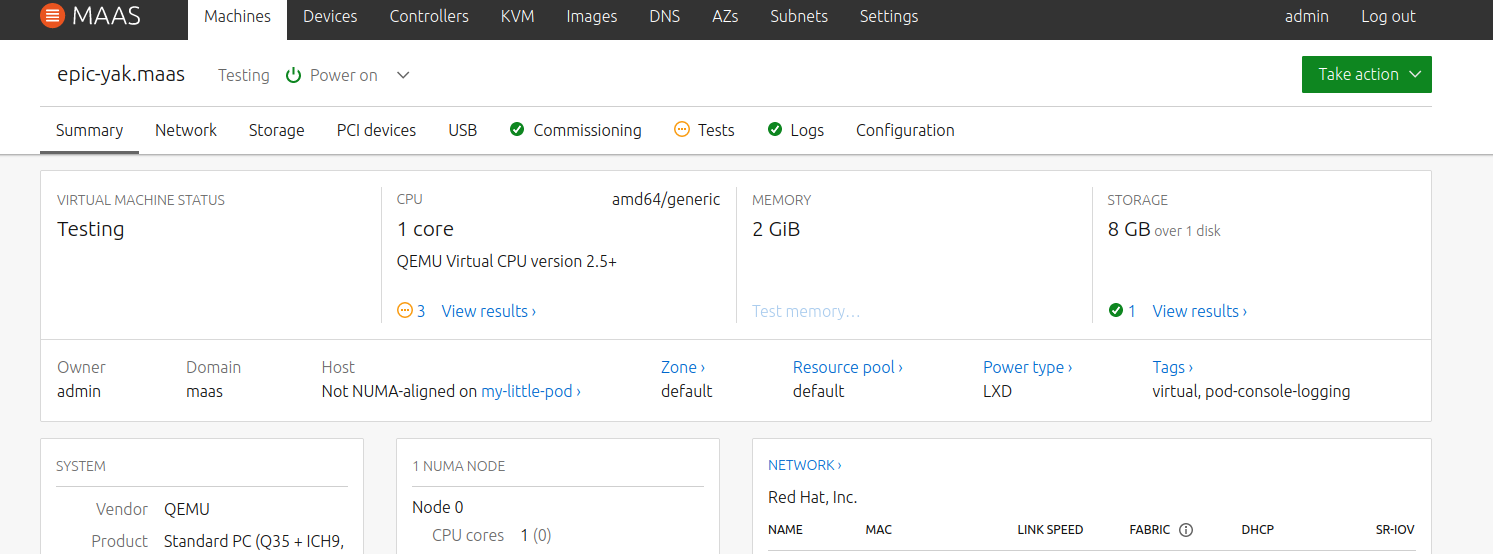 MAAS Machines Devices Controllers KVM Images DNS AZs Subnets Settings admin Log out
epic-yak.maas Testing Power on Take action
Summary Network Storage PCI devices USB Commissioning Tests Logs Configuration
VIRTUAL MACHINE STATUS
Testing
CPU amd64/generic
1 core
QEMU Virtual CPU version 2.5+
3 View results ›
MEMORY
2 GiB
Test memory…
STORAGE
8 GB over 1 disk
1 View results ›
Owner Domain Host Zone › Resource pool › Power type › Tags ›
admin maas Not NUMA-aligned on my-little-pod › default default LXD virtual, pod-console-logging
SYSTEM
Vendor QEMU
Product Standard PC (Q35 + ICH9,
1 NUMA NODE
Node 0
CPU cores 1 (0)
NETWORK ›
Red Hat, Inc.
NAME MAC LINK SPEED FABRIC DHCP SR-IOV